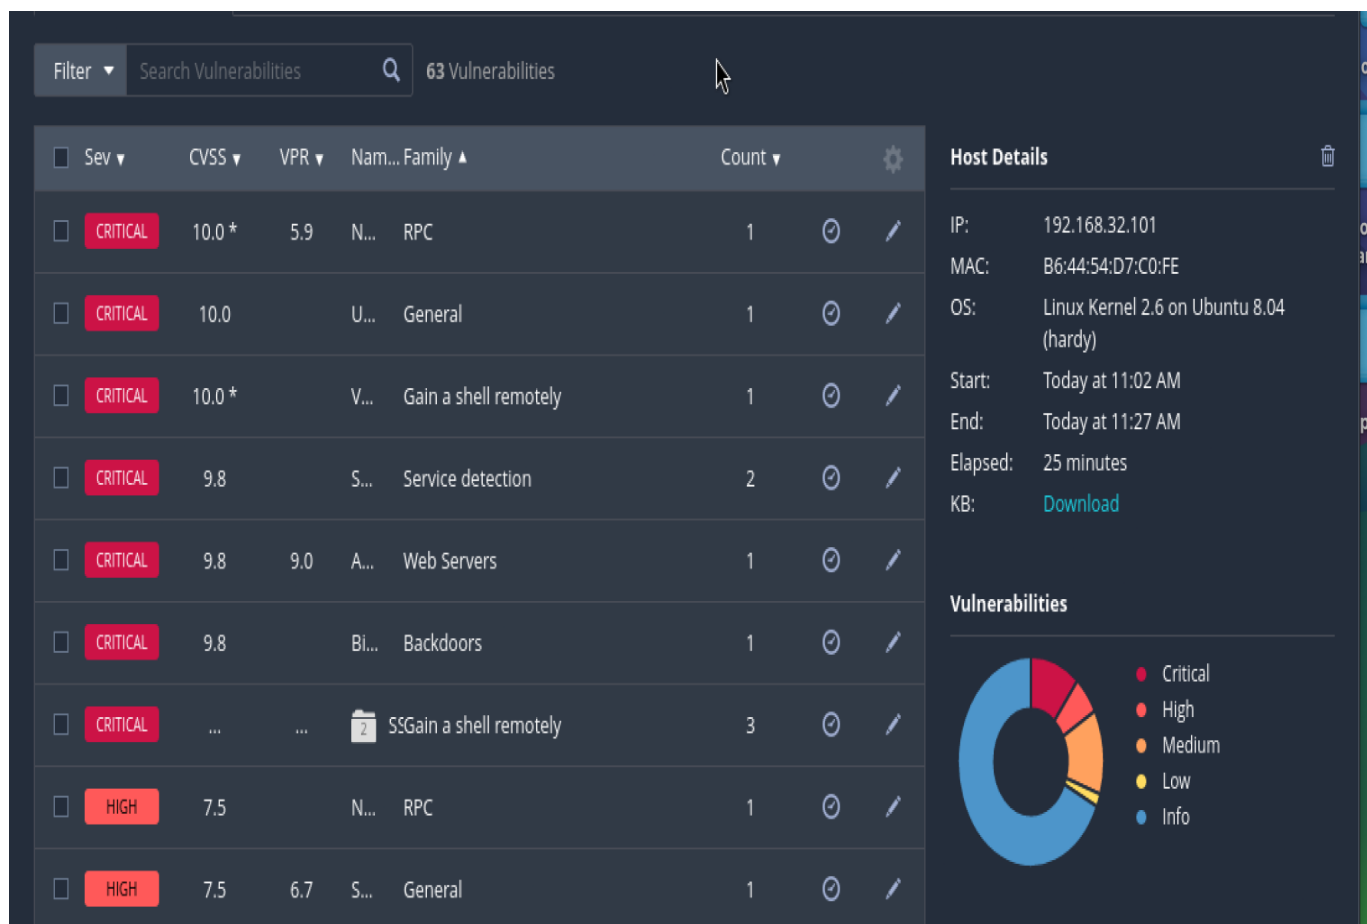 Filter ▼ Search Vulnerabilities 63 Vulnerabilities
Sev ▼ CVSS ▼ VPR ▼ Nam... Family ▲ Count ▼
CRITICAL 10.0 * 5.9 N... RPC 1
CRITICAL 10.0 U... General 1
CRITICAL 10.0 * V... Gain a shell remotely 1
CRITICAL 9.8 S... Service detection 2
CRITICAL 9.8 9.0 A... Web Servers 1
CRITICAL 9.8 Bi... Backdoors 1
CRITICAL ... ... 2 SSGain a shell remotely 3
HIGH 7.5 N... RPC 1
HIGH 7.5 6.7 S... General 1
Host Details
IP: 192.168.32.101
MAC: B6:44:54:D7:C0:FE
OS: Linux Kernel 2.6 on Ubuntu 8.04
(hardy)
Start: Today at 11:02 AM
End: Today at 11:27 AM
Elapsed: 25 minutes
KB: Download
Vulnerabilities
Critical
High
Medium
Low
Info